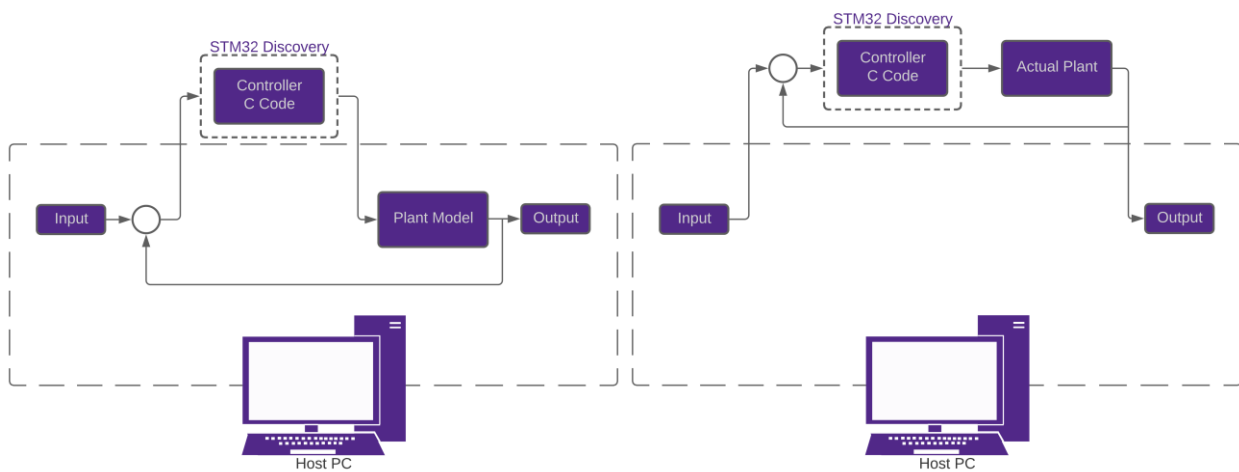 STM32 Discovery
Controller
C Code
Input
Plant Model
Output
Host PC
STM32 Discovery
Controller
C Code
Actual Plant
Input
Output
Host PC